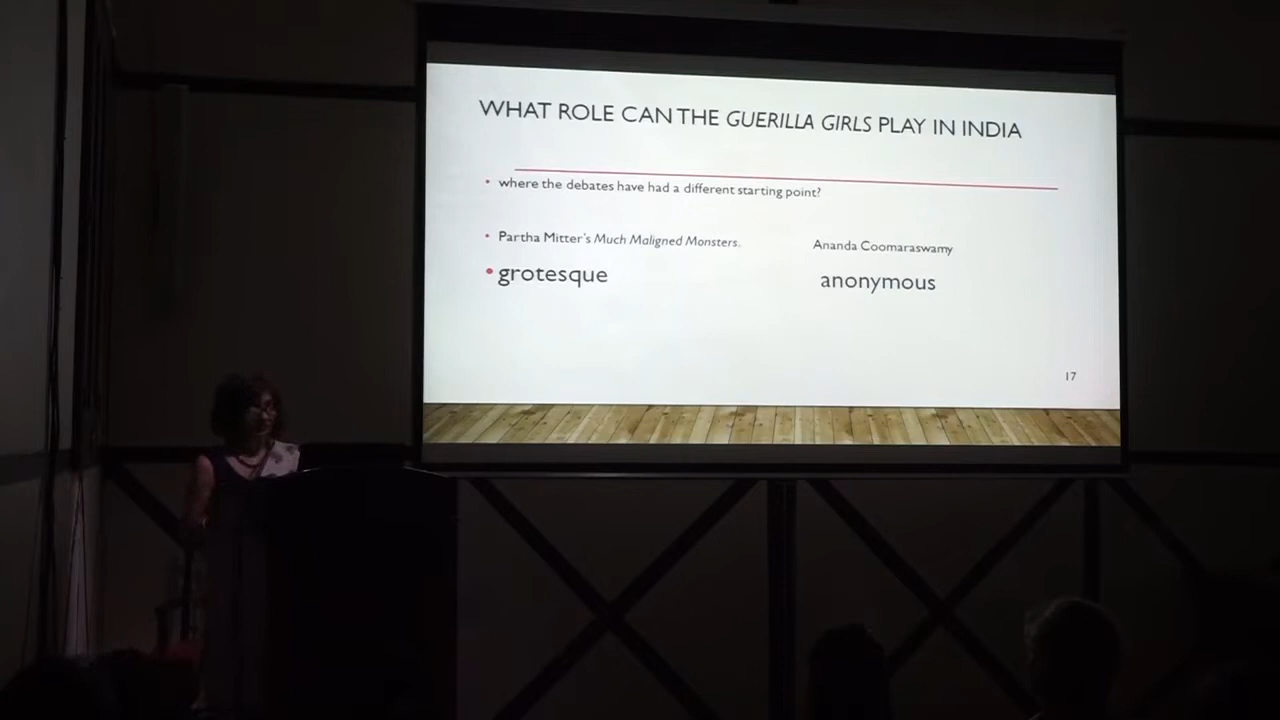 WHAT ROLE CAN THE GUERILLA GIRLS PLAY IN INDIA
• where the debates have had a different starting point?
• Partha Mitter's Much Maligned Monsters. Ananda Coomaraswamy
• grotesque anonymous
17